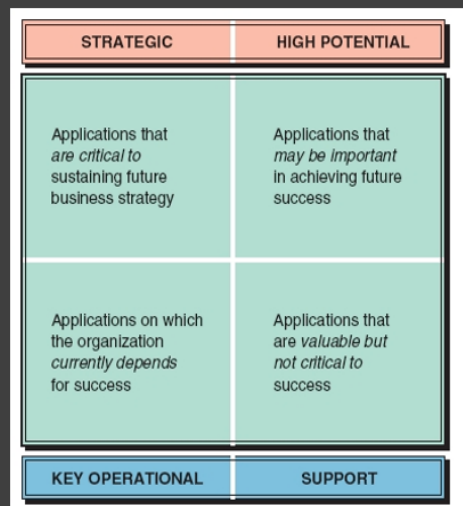 STRATEGIC
HIGH POTENTIAL
Applications that
are critical to
sustaining future
business strategy
Applications that
may be important
in achieving future
success
Applications on which
the organization
currently depends
for success
Applications that
are valuable but
not critical to
success
KEY OPERATIONAL
SUPPORT